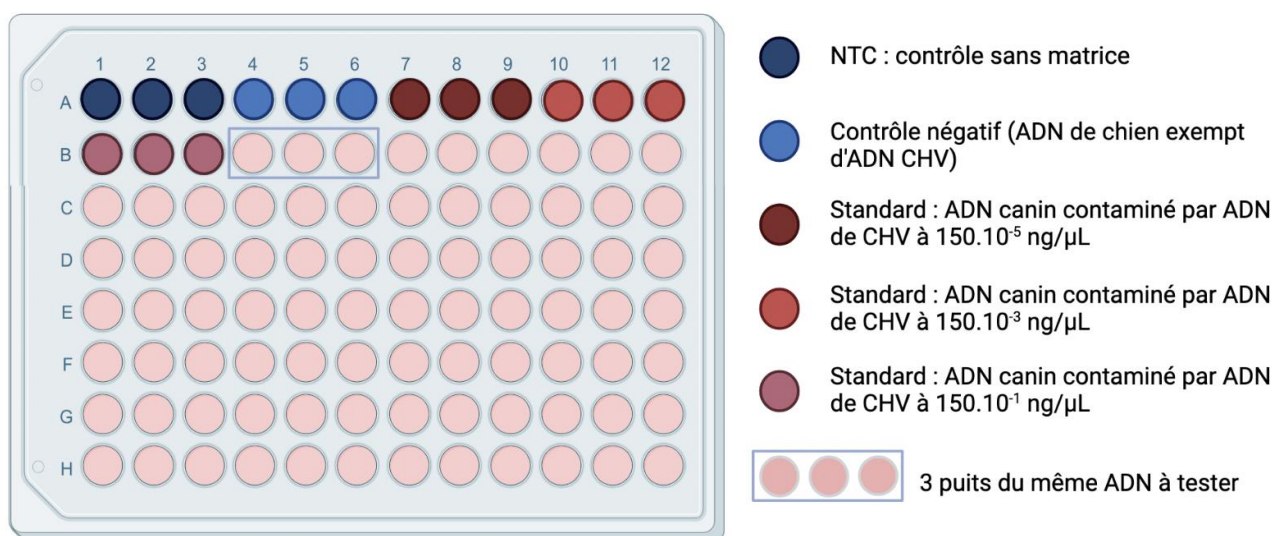 1 2 3 4 5 6 7 8 9 10 11 12
A
B
C
D
E
F
G
H
NTC : contrôle sans matrice
Contrôle négatif (ADN de chien exempt
d'ADN CHV)
Standard : ADN canin contaminé par ADN
de CHV à 150.10⁻⁵ ng/µL
Standard : ADN canin contaminé par ADN
de CHV à 150.10⁻³ ng/µL
Standard : ADN canin contaminé par ADN
de CHV à 150.10⁻¹ ng/µL
3 puits du même ADN à tester